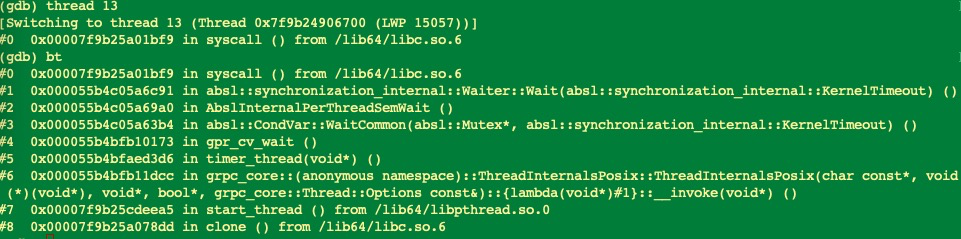 (gdb) thread 13
[Switching to thread 13 (Thread 0x7f9b24906700 (LWP 15057))]
#0  0x00007f9b25a01bf9 in syscall () from /lib64/libc.so.6
(gdb) bt
#0  0x00007f9b25a01bf9 in syscall () from /lib64/libc.so.6
#1  0x000055b4c05a6c91 in absl::synchronization_internal::Waiter::Wait(absl::synchronization_internal::KernelTimeout) ()
#2  0x000055b4c05a69a0 in AbslInternalPerThreadSemWait ()
#3  0x000055b4c05a63b4 in absl::CondVar::WaitCommon(absl::Mutex*, absl::synchronization_internal::KernelTimeout) ()
#4  0x000055b4bfb10173 in gpr_cv_wait ()
#5  0x000055b4bfaed3d6 in timer_thread(void*) ()
#6  0x000055b4bfb11dcc in grpc_core::(anonymous namespace)::ThreadInternalsPosix::ThreadInternalsPosix(char const*, void
 (*)(void*), void*, bool*, grpc_core::Thread::Options const&)::{lambda(void*)#1}::__invoke(void*) ()
#7  0x00007f9b25cdeea5 in start_thread () from /lib64/libpthread.so.0
#8  0x00007f9b25a078dd in clone () from /lib64/libc.so.6